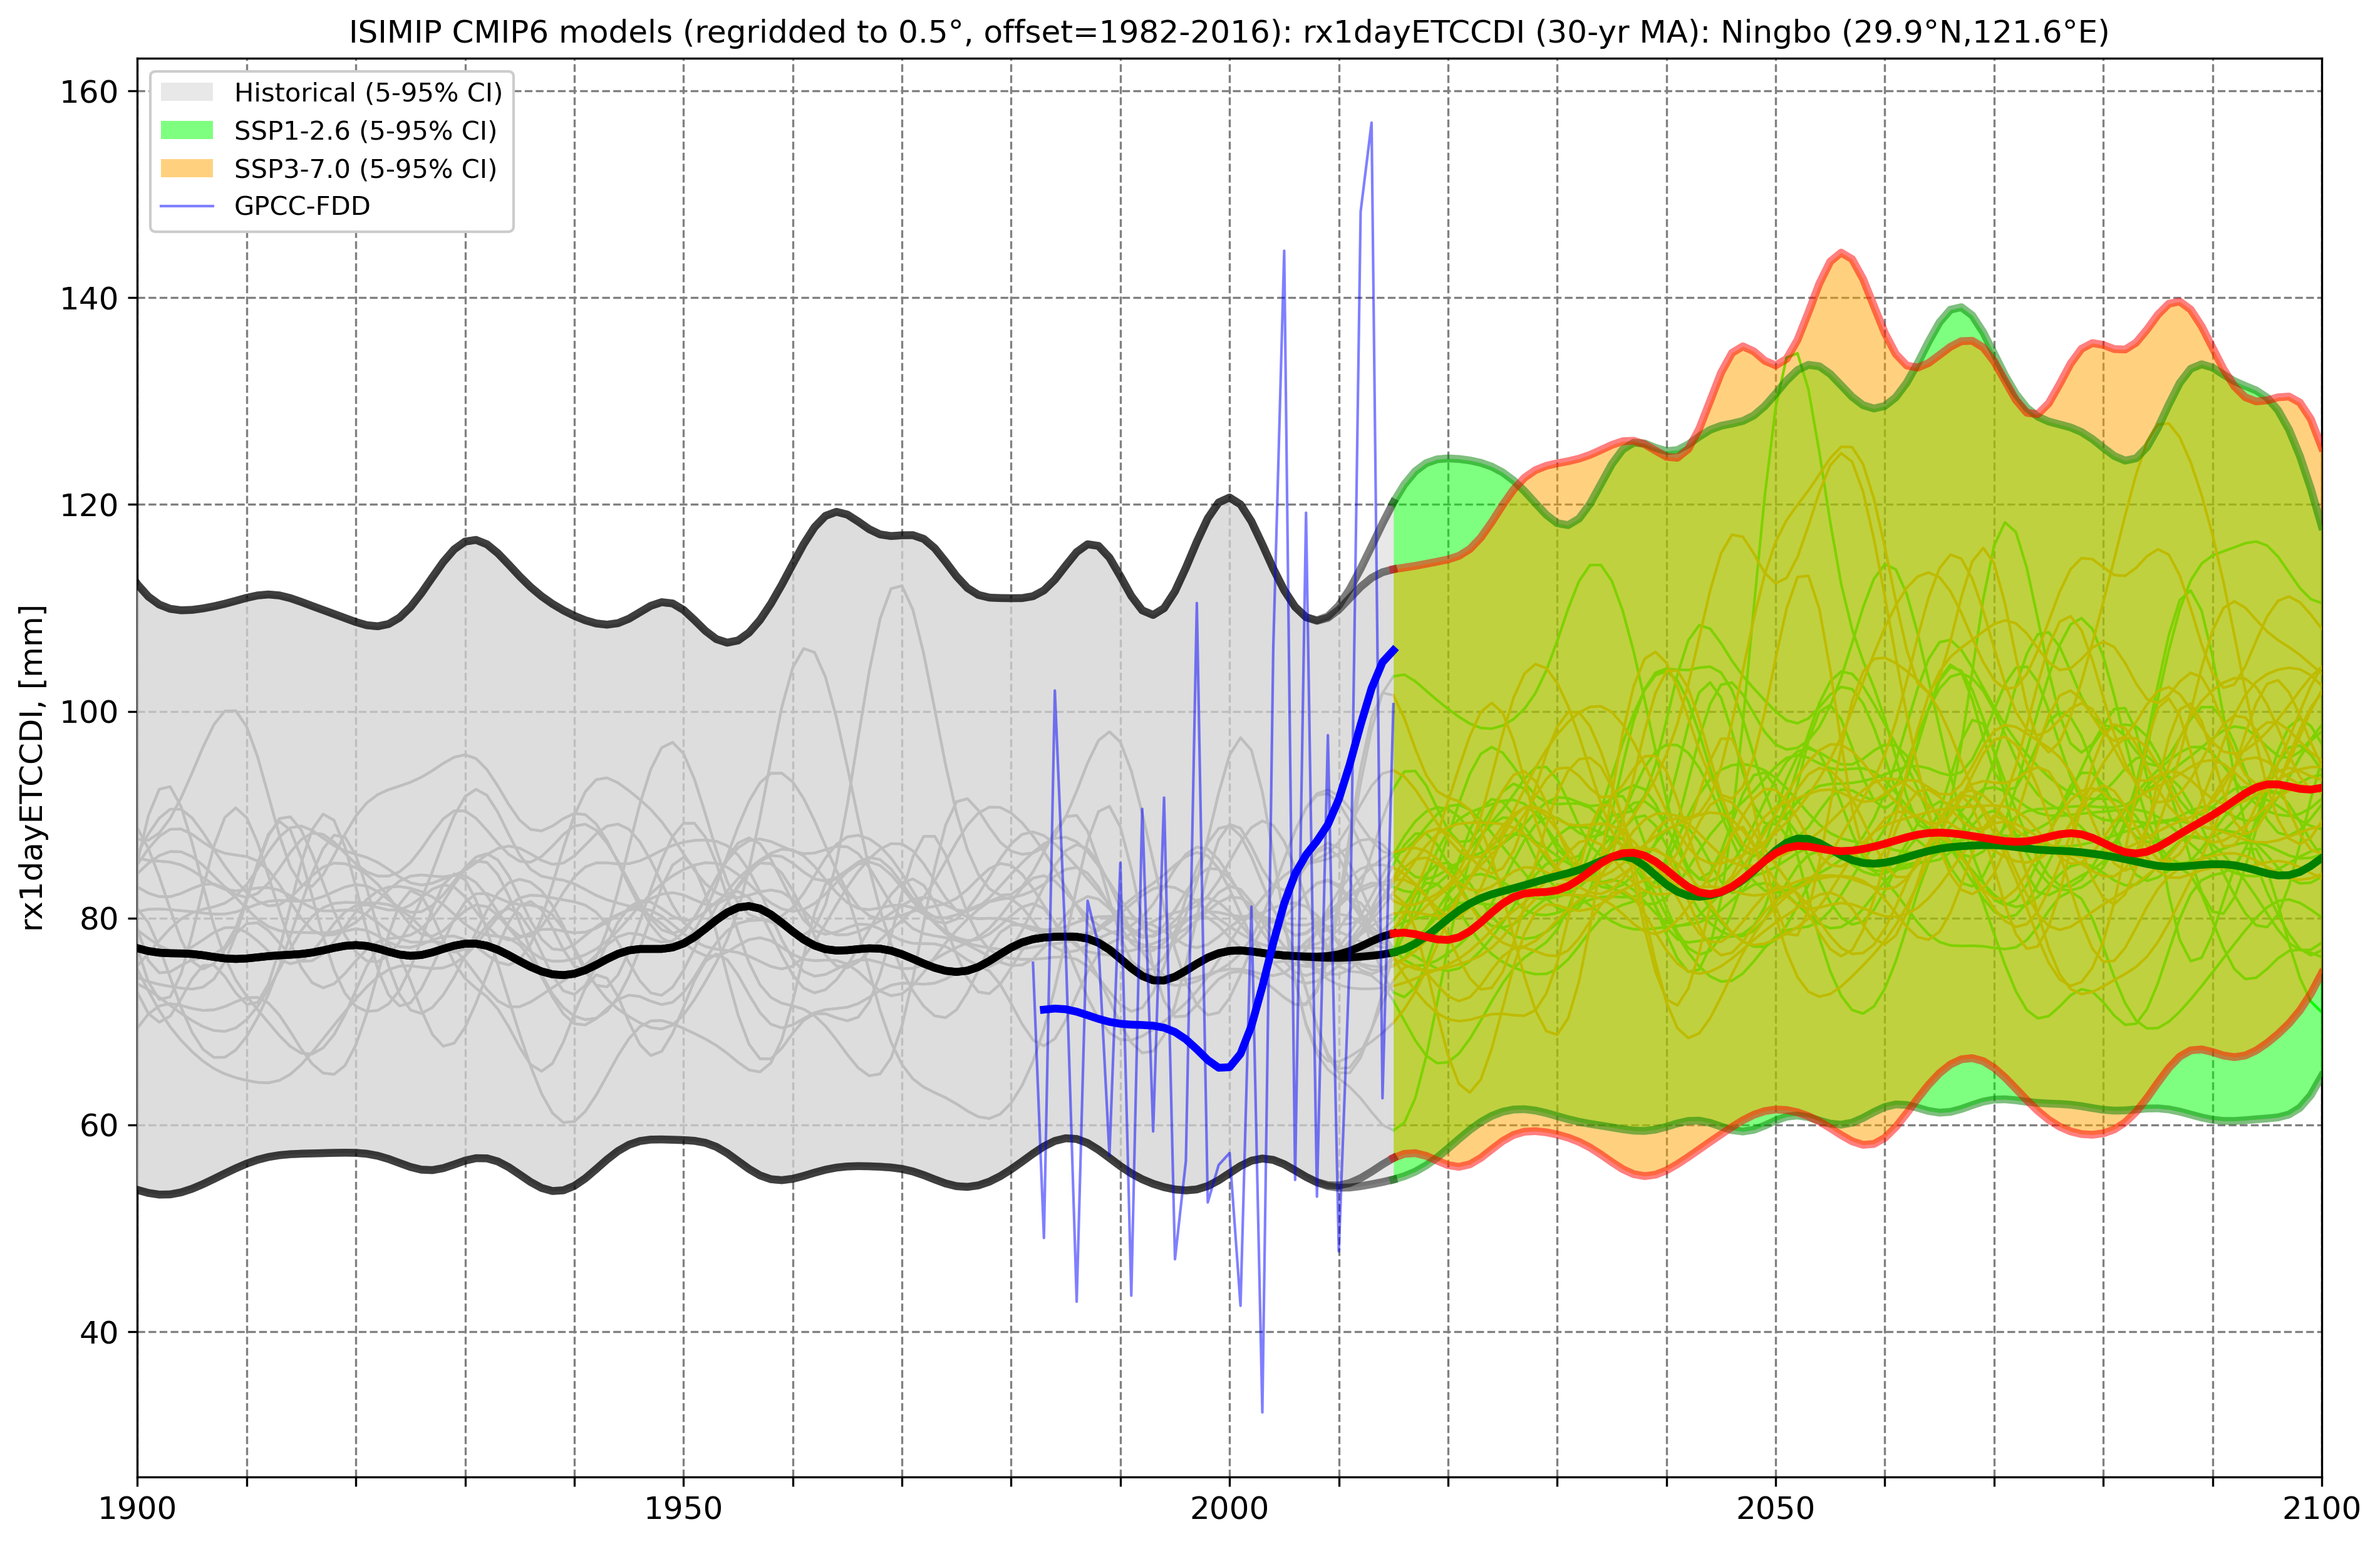 ISIMIP CMIP6 models (regridded to 0.5°, offset=1982-2016): rx1dayETCCDI (30-yr MA): Ningbo (29.9°N,121.6°E)
Historical (5-95% CI)
SSP1-2.6 (5-95% CI)
SSP3-7.0 (5-95% CI)
GPCC-FDD
rx1dayETCCDI, [mm]
160
140
120
100
80
60
40
1900 1950 2000 2050 2100